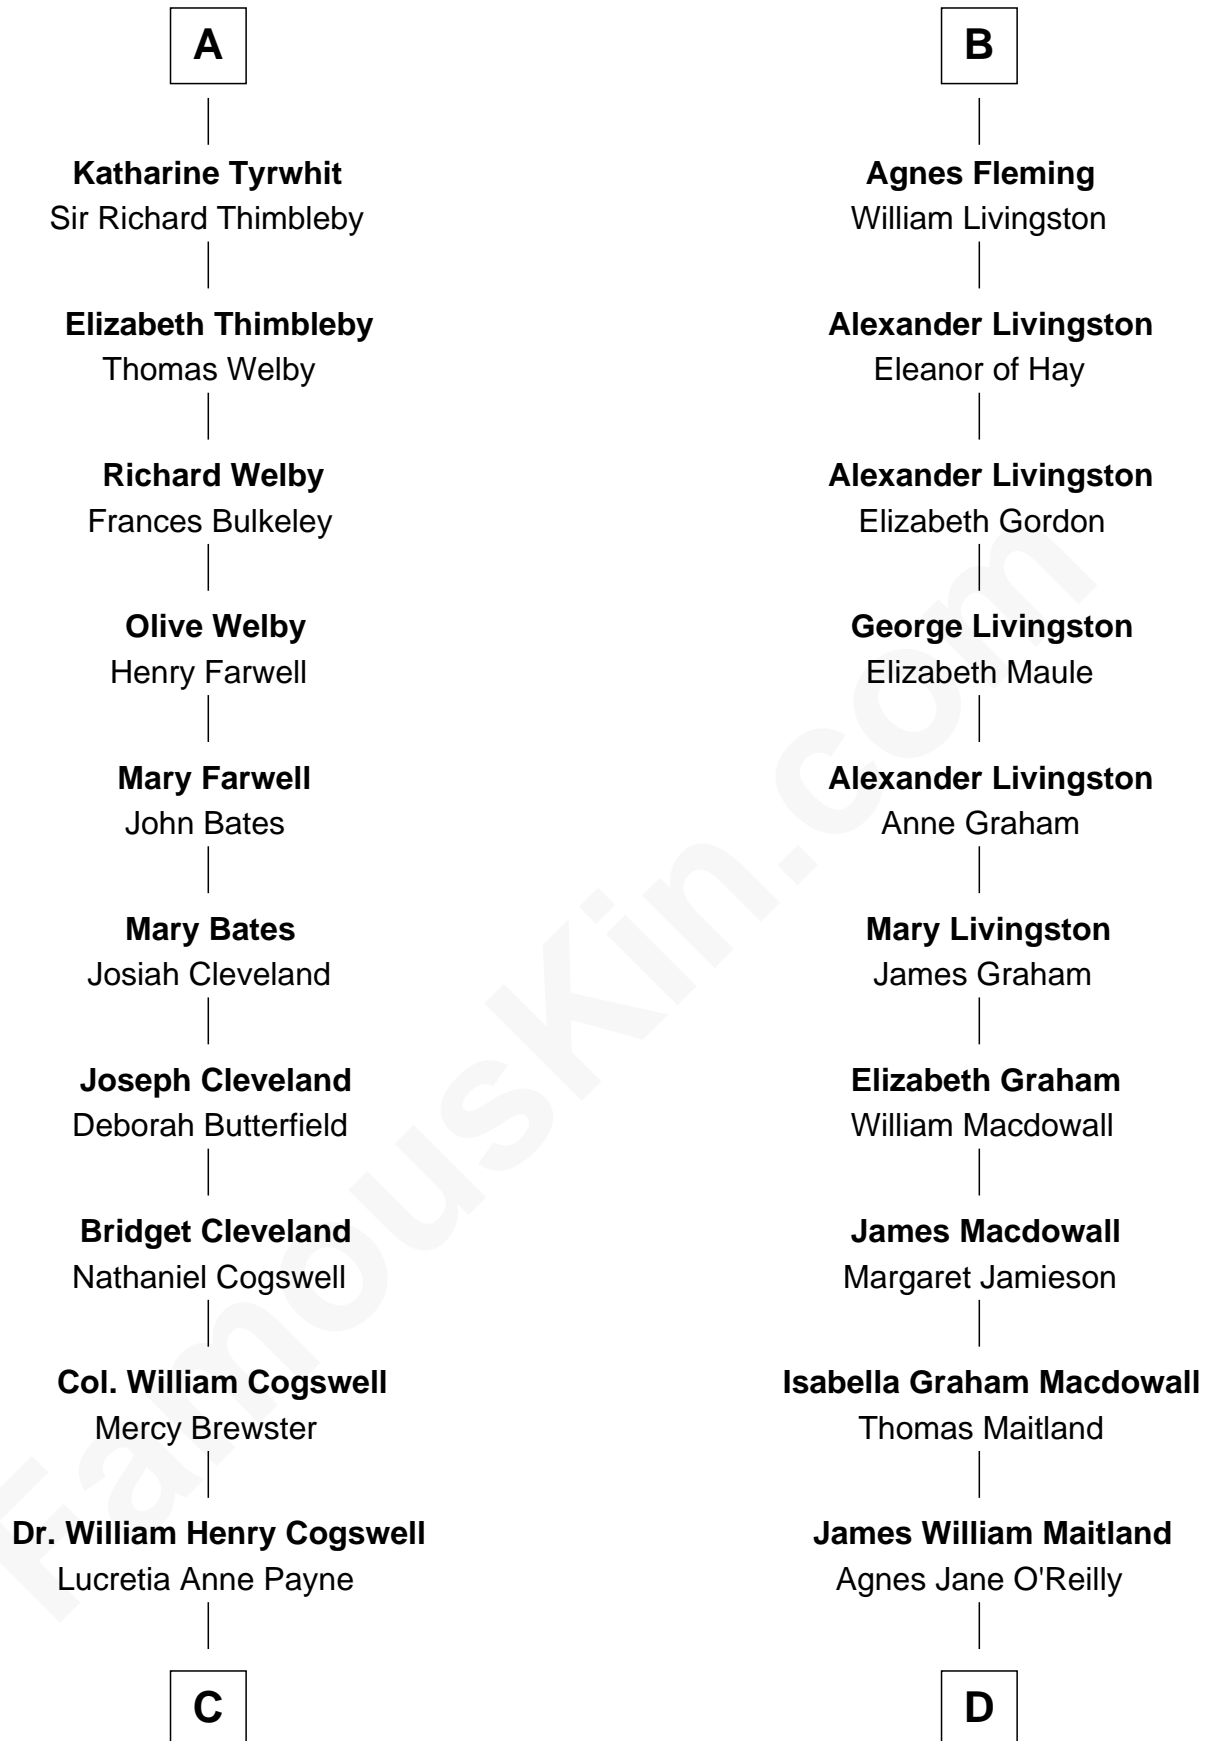 A
Katharine Tyrwhit
Sir Richard Thimbleby
Elizabeth Thimbleby
Thomas Welby
Richard Welby
Frances Bulkeley
Olive Welby
Henry Farwell
Mary Farwell
John Bates
Mary Bates
Josiah Cleveland
Joseph Cleveland
Deborah Butterfield
Bridget Cleveland
Nathaniel Cogswell
Col. William Cogswell
Mercy Brewster
Dr. William Henry Cogswell
Lucretia Anne Payne
C
B
Agnes Fleming
William Livingston
Alexander Livingston
Eleanor of Hay
Alexander Livingston
Elizabeth Gordon
George Livingston
Elizabeth Maule
Alexander Livingston
Anne Graham
Mary Livingston
James Graham
Elizabeth Graham
William Macdowall
James Macdowall
Margaret Jamieson
Isabella Graham Macdowall
Thomas Maitland
James William Maitland
Agnes Jane O'Reilly
D
FamousKin.com